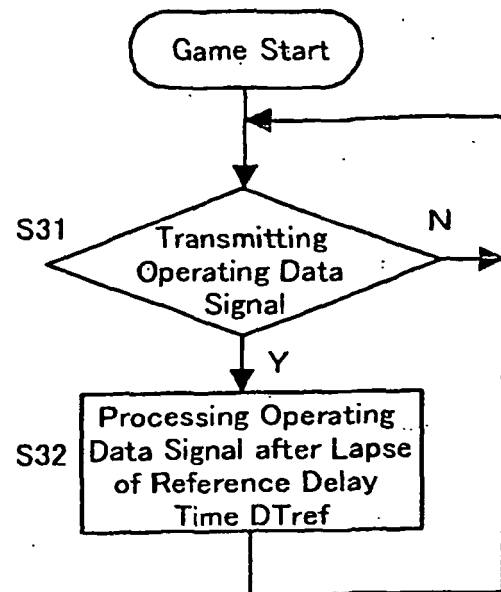 Game Start
S31
Transmitting
Operating Data
Signal
N
Y
S32
Processing Operating
Data Signal after Lapse
of Reference Delay
Time DTref